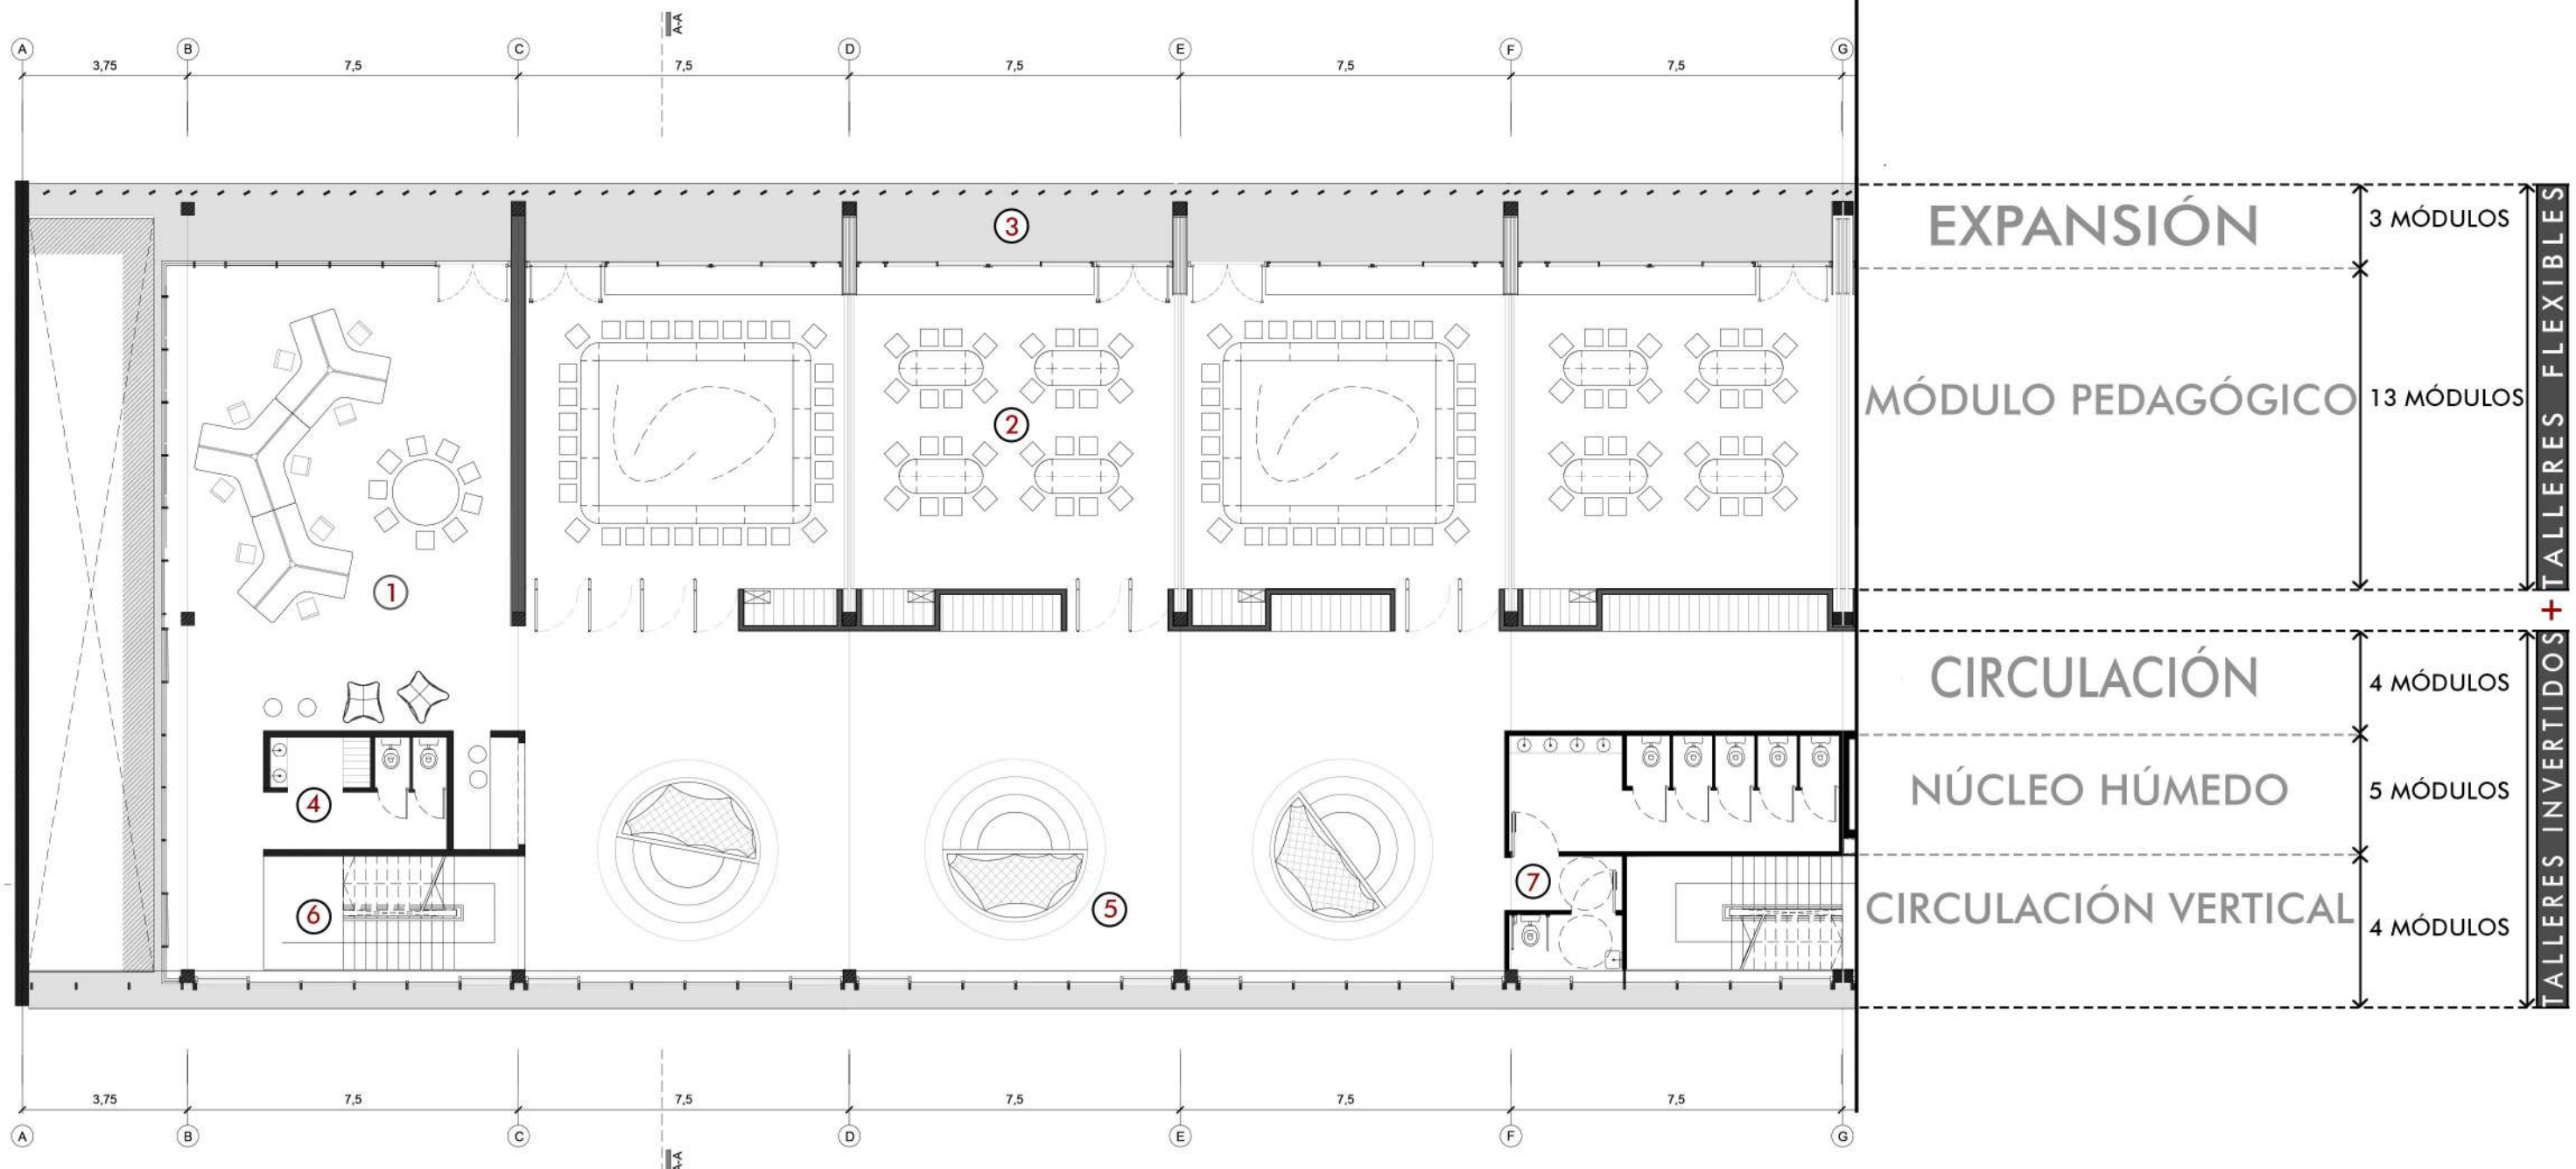 A-A
A B C D E F G
3,75 7,5 7,5 7,5 7,5 7,5
3
EXPANSIÓN
3 MÓDULOS
2
MÓDULO PEDAGÓGICO
13 MÓDULOS
TALLERES FLEXIBLES
1
+
CIRCULACIÓN
4 MÓDULOS
4
NÚCLEO HÚMEDO
5 MÓDULOS
6
5
7
CIRCULACIÓN VERTICAL
4 MÓDULOS
TALLERES INVERTIDOS
3,75 7,5 7,5 7,5 7,5 7,5
A B C D E F G
A-A